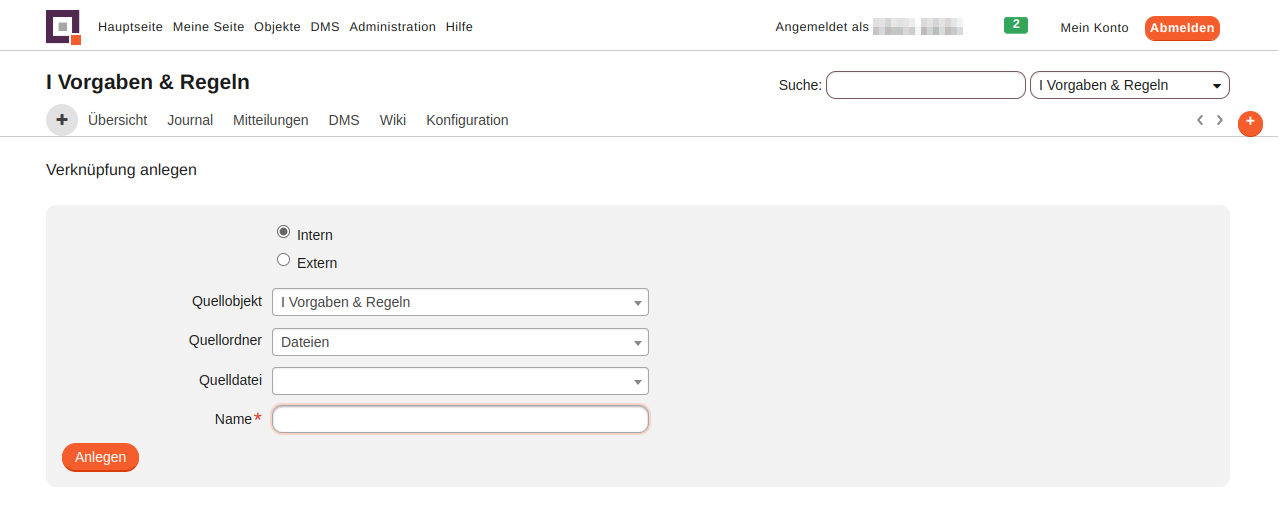 Hauptseite Meine Seite Objekte DMS Administration Hilfe Angemeldet als 2 Mein Konto Abmelden
I Vorgaben & Regeln Suche: I Vorgaben & Regeln
+ Übersicht Journal Mitteilungen DMS Wiki Konfiguration +
Verknüpfung anlegen
Intern
Extern
Quellobjekt I Vorgaben & Regeln
Quellordner Dateien
Quelldatei
Name*
Anlegen